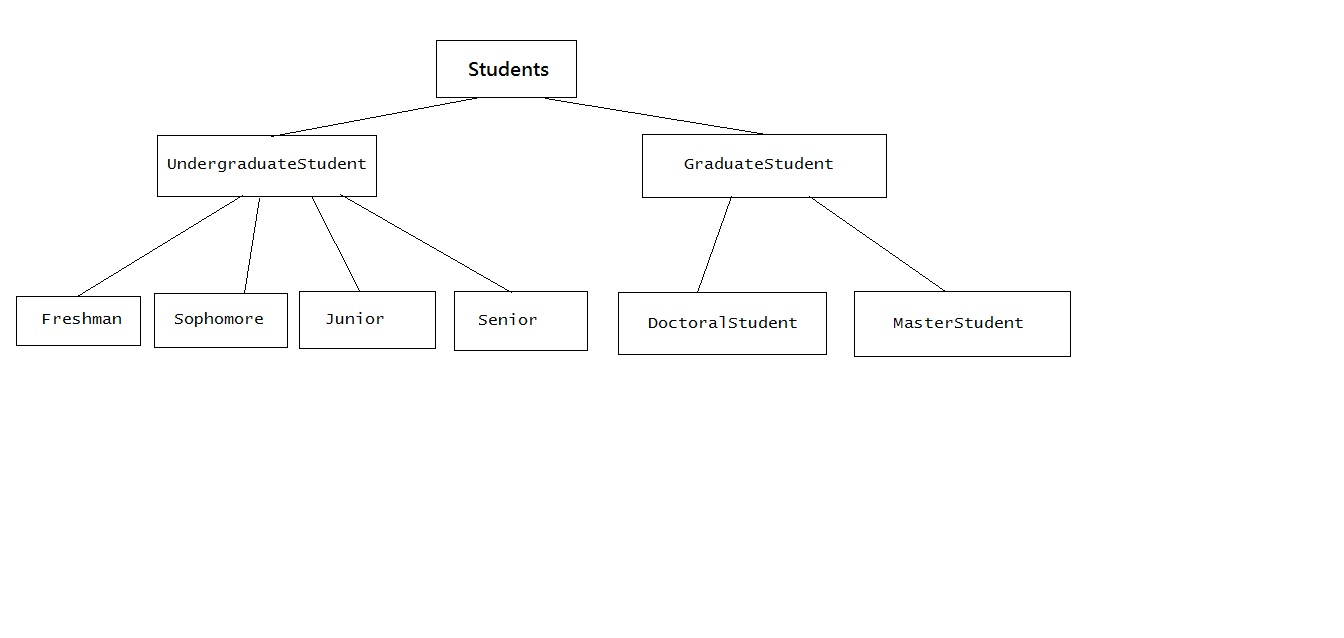 Students
UndergraduateStudent
GraduateStudent
Freshman
Sophomore
Junior
Senior
DoctoralStudent
MasterStudent